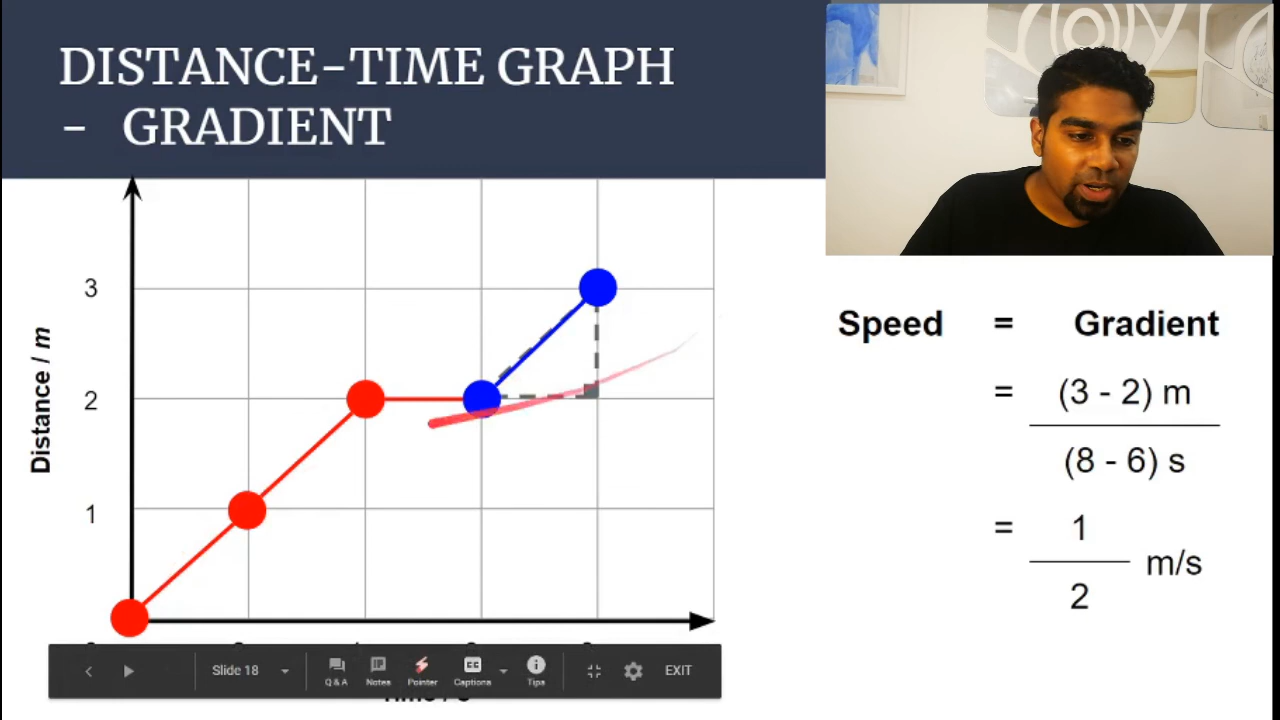 DISTANCE-TIME GRAPH
- GRADIENT
Distance / m
3
2
1
Speed = Gradient
= (3 - 2) m
(8 - 6) s
= 1
2
m/s
Slide 18
Q & A
Notes
Pointer
Captions
Tips
EXIT